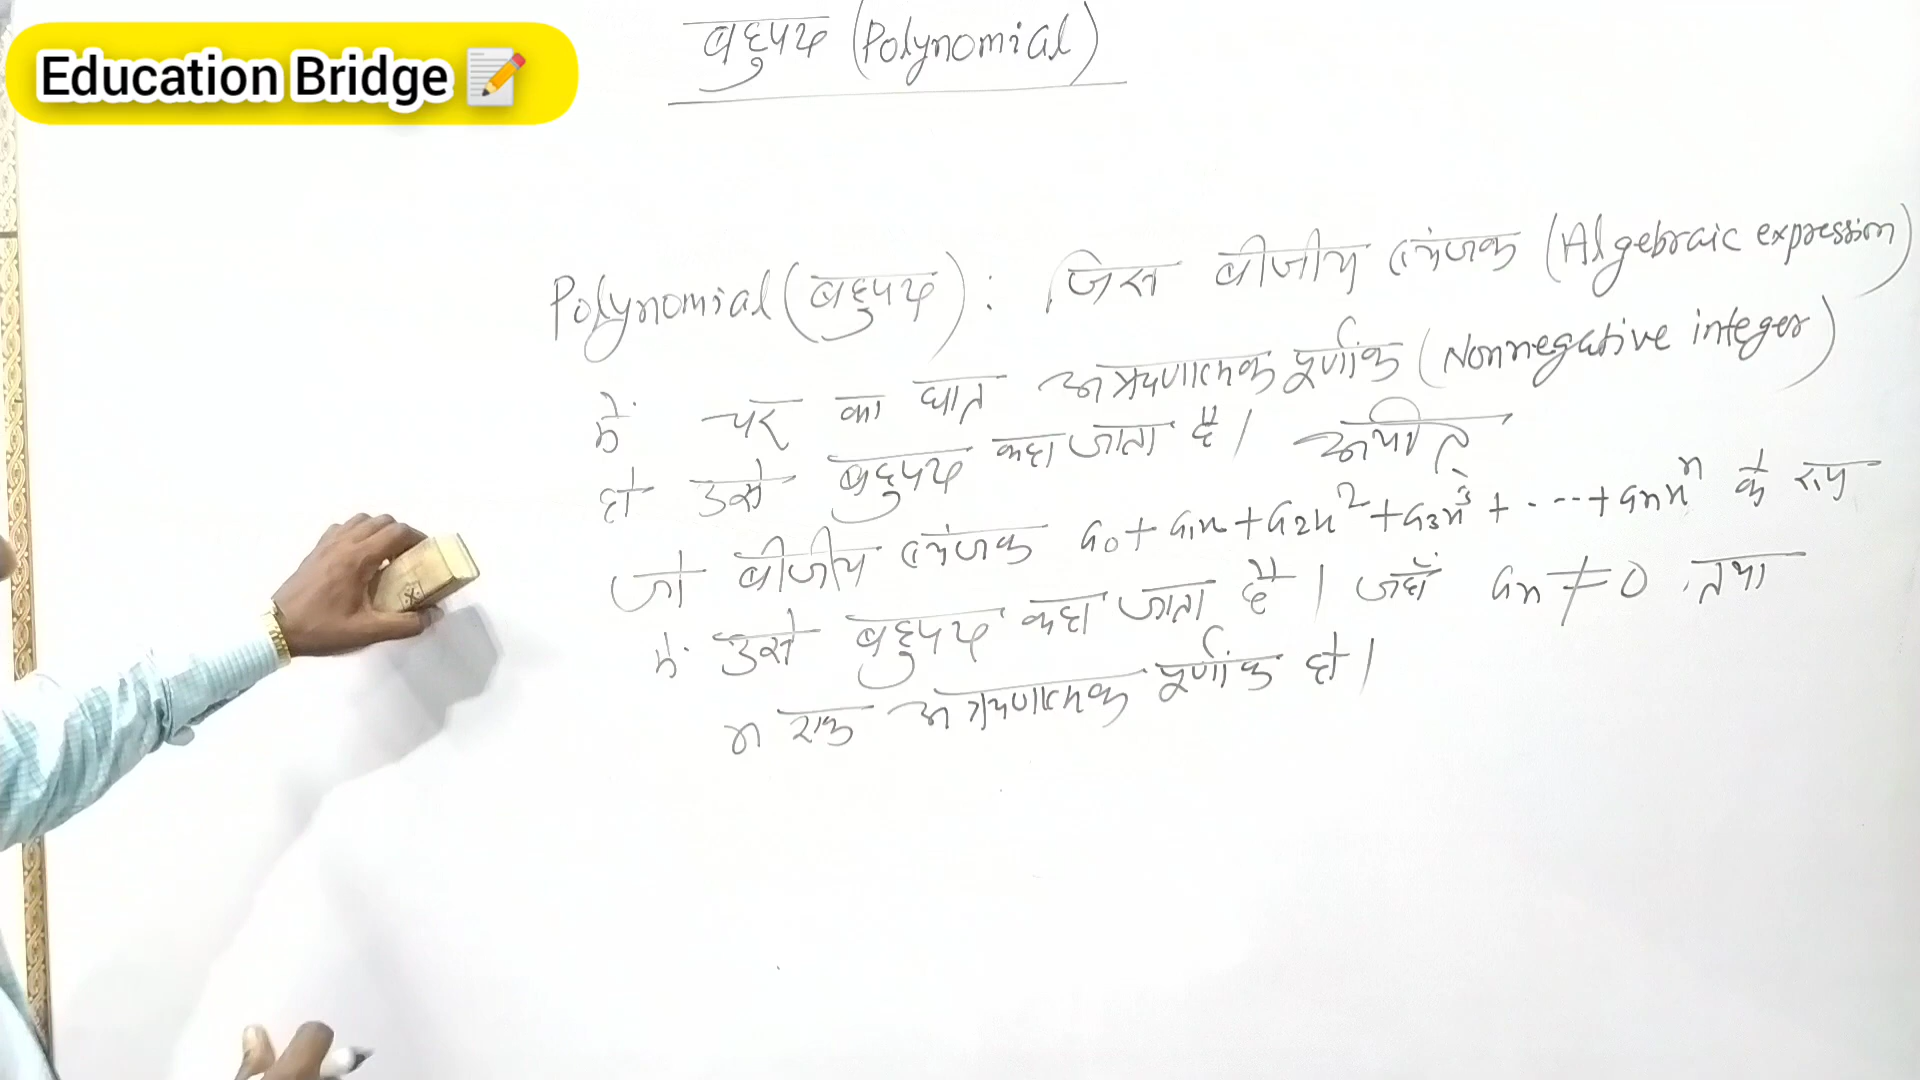 Education Bridge
बहुपद (Polynomial)
Polynomial (बहुपद) : जिस बीजीय व्यंजक (Algebraic expression)
में चर का घात अऋणात्मक पूर्णांक (Nonnegative integer)
हो उसे बहुपद कहा जाता है। अर्थात्
जो बीजीय व्यंजक a₀ + a₁x + a₂x² + a₃x³ + ---- + aₙxⁿ के रूप
में उसे बहुपद कहा जाता है। जहाँ aₙ ≠ 0 तथा
n एक अऋणात्मक पूर्णांक हो।